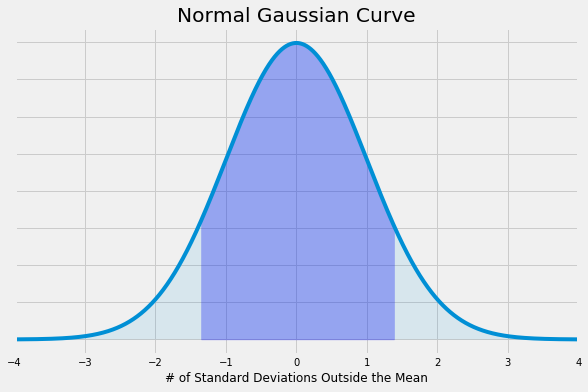 Normal Gaussian Curve
−4 −3 −2 −1 0 1 2 3 4
# of Standard Deviations Outside the Mean